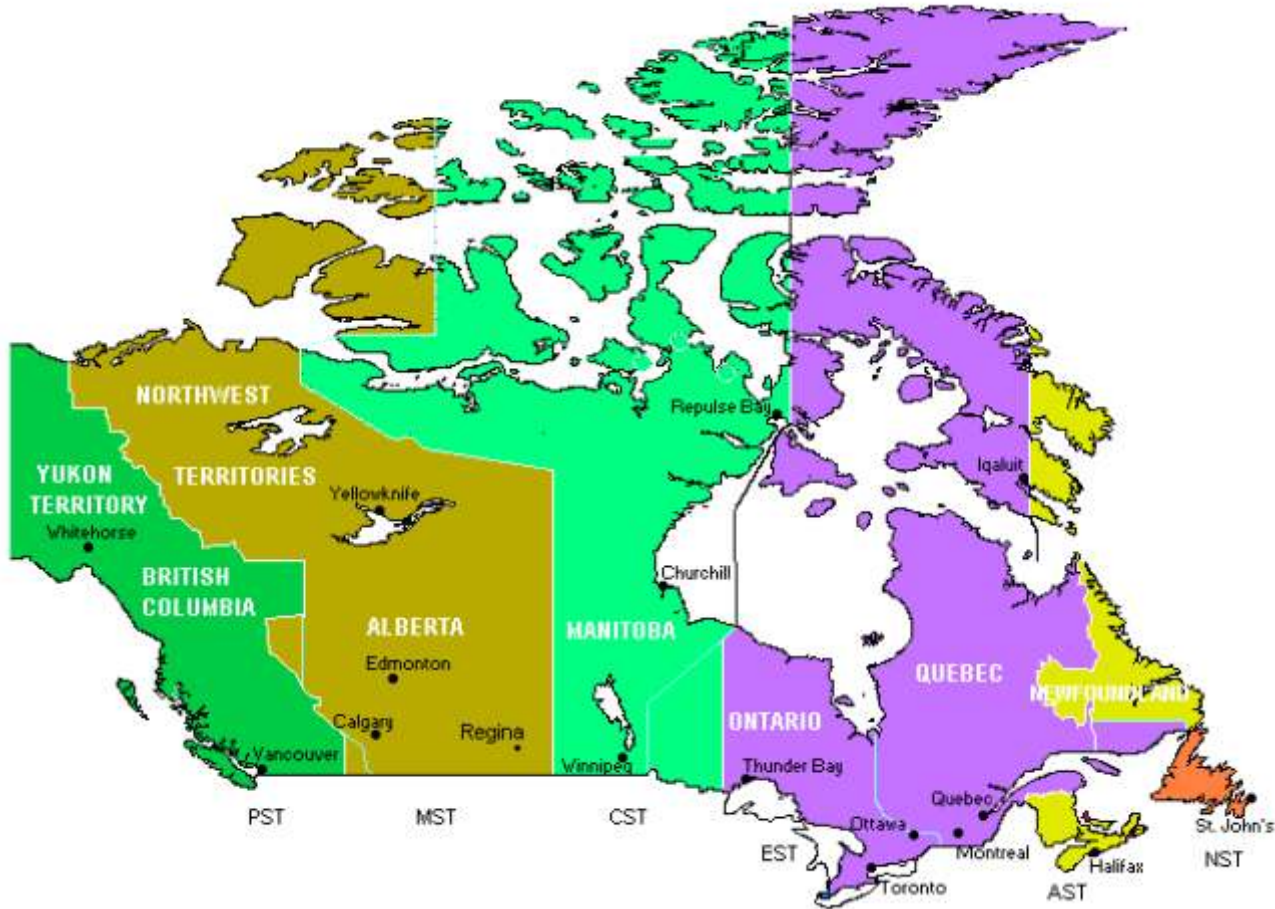 NORTHWEST
TERRITORIES
Repulse Bay
YUKON
TERRITORY
Iqaluit
Yellowknife
Whitehorse
BRITISH
COLUMBIA
Churchill
ALBERTA
MANITOBA
Edmonton
QUEBEC
NEWFOUNDLAND
ONTARIO
Calgary
Regina
Vancouver
Winnipeg
Thunder Bay
Quebec
PST
MST
CST
Ottawa
St. John's
EST
Montreal
Halifax
NST
Toronto
AST